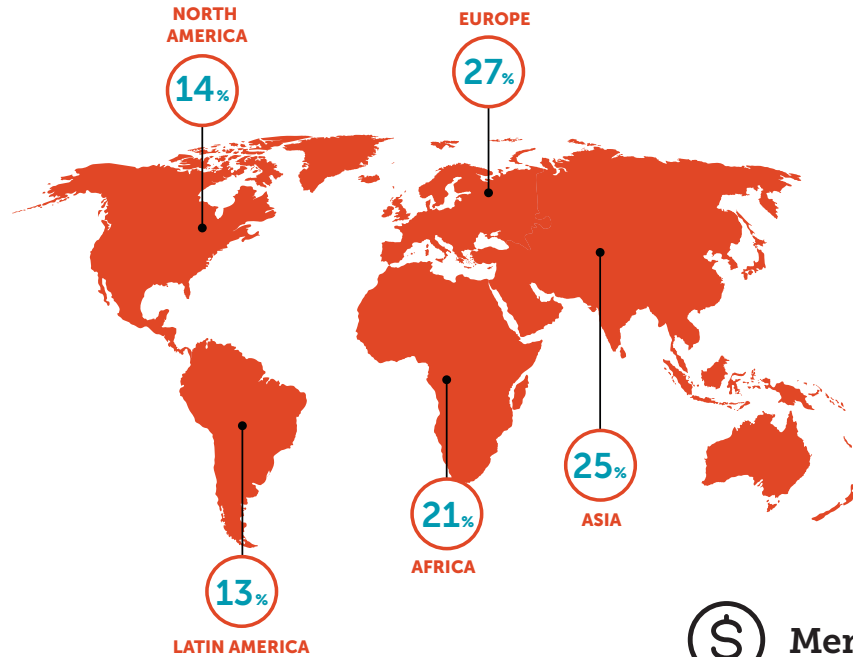 NORTH
AMERICA
14%
EUROPE
27%
25%
ASIA
21%
AFRICA
13%
LATIN AMERICA
$